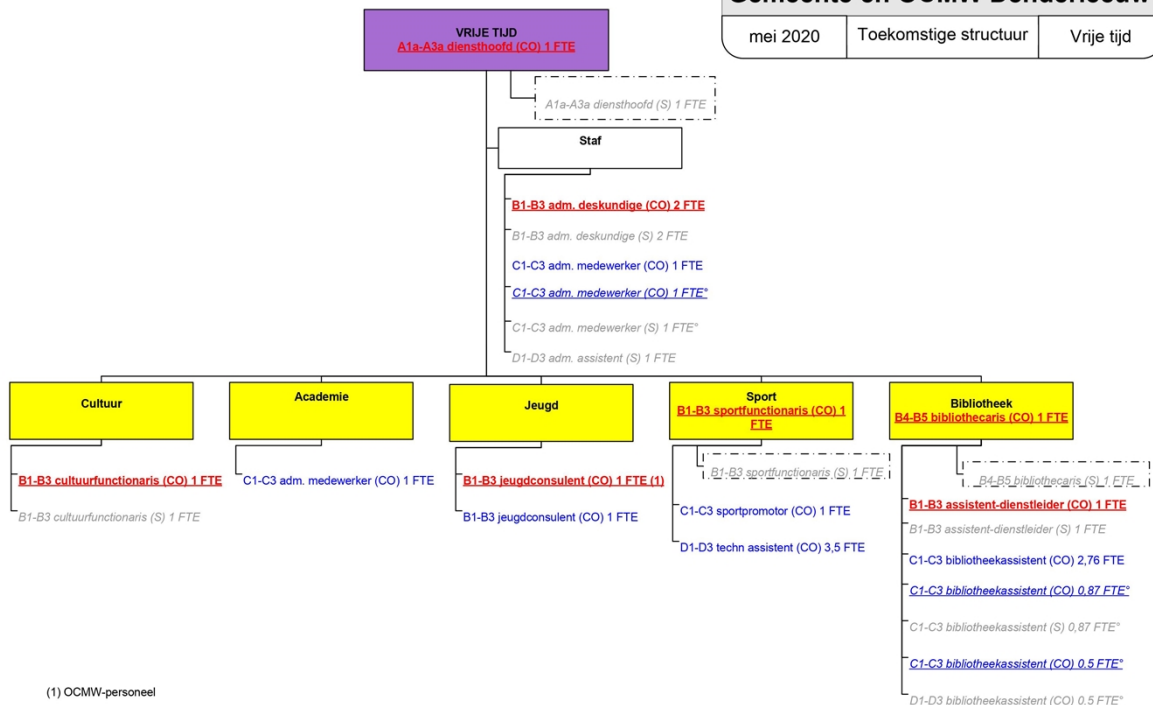 Gemeente en OCMW Denderleeuw
mei 2020
Toekomstige structuur
Vrije tijd
VRIJE TIJD
A1a-A3a diensthoofd (CO) 1 FTE
A1a-A3a diensthoofd (S) 1 FTE
Staf
B1-B3 adm. deskundige (CO) 2 FTE
B1-B3 adm. deskundige (S) 2 FTE
C1-C3 adm. medewerker (CO) 1 FTE
C1-C3 adm. medewerker (CO) 1 FTE°
C1-C3 adm. medewerker (S) 1 FTE°
D1-D3 adm. assistent (S) 1 FTE
Cultuur
B1-B3 cultuurfunctionaris (CO) 1 FTE
B1-B3 cultuurfunctionaris (S) 1 FTE
Academie
C1-C3 adm. medewerker (CO) 1 FTE
Jeugd
B1-B3 jeugdconsulent (CO) 1 FTE (1)
B1-B3 jeugdconsulent (CO) 1 FTE
Sport
B1-B3 sportfunctionaris (CO) 1
FTE
B1-B3 sportfunctionaris (S) 1 FTE
C1-C3 sportpromotor (CO) 1 FTE
D1-D3 techn assistent (CO) 3,5 FTE
Bibliotheek
B4-B5 bibliothecaris (CO) 1 FTE
B4-B5 bibliothecaris (S) 1 FTE
B1-B3 assistent-dienstleider (CO) 1 FTE
B1-B3 assistent-dienstleider (S) 1 FTE
C1-C3 bibliotheekassistent (CO) 2,76 FTE
C1-C3 bibliotheekassistent (CO) 0,87 FTE°
C1-C3 bibliotheekassistent (S) 0,87 FTE°
C1-C3 bibliotheekassistent (CO) 0,5 FTE°
D1-D3 bibliotheekassistent (CO) 0,5 FTE°
(1) OCMW-personeel